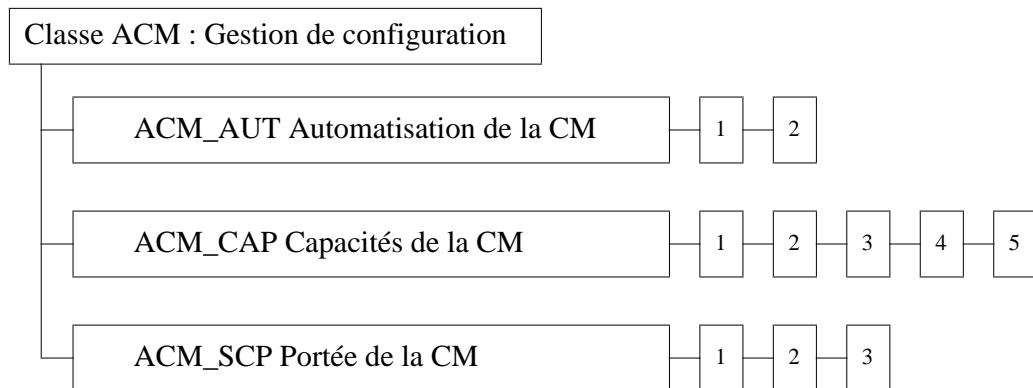 Classe ACM : Gestion de configuration
ACM_AUT Automatisation de la CM 1 2
ACM_CAP Capacités de la CM 1 2 3 4 5
ACM_SCP Portée de la CM 1 2 3